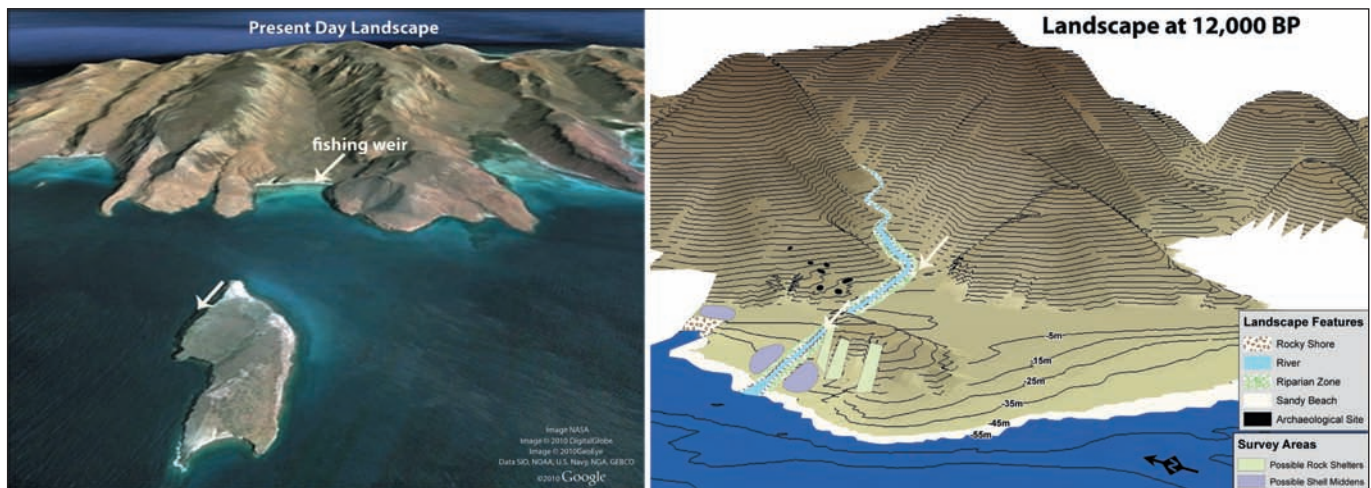 Present Day Landscape
fishing weir
Image NASA
Image © 2010 DigitalGlobe
Image © 2010GeoEye
Data SIO, NOAA, U.S. Navy, NGA, GEBCO
©2010 Google
Landscape at 12,000 BP
-5m
-15m
-25m
-35m
-45m
-55m
Landscape Features
Rocky Shore
River
Riparian Zone
Sandy Beach
Archaeological Site
Survey Areas
Possible Rock Shelters
Possible Shell Middens
N